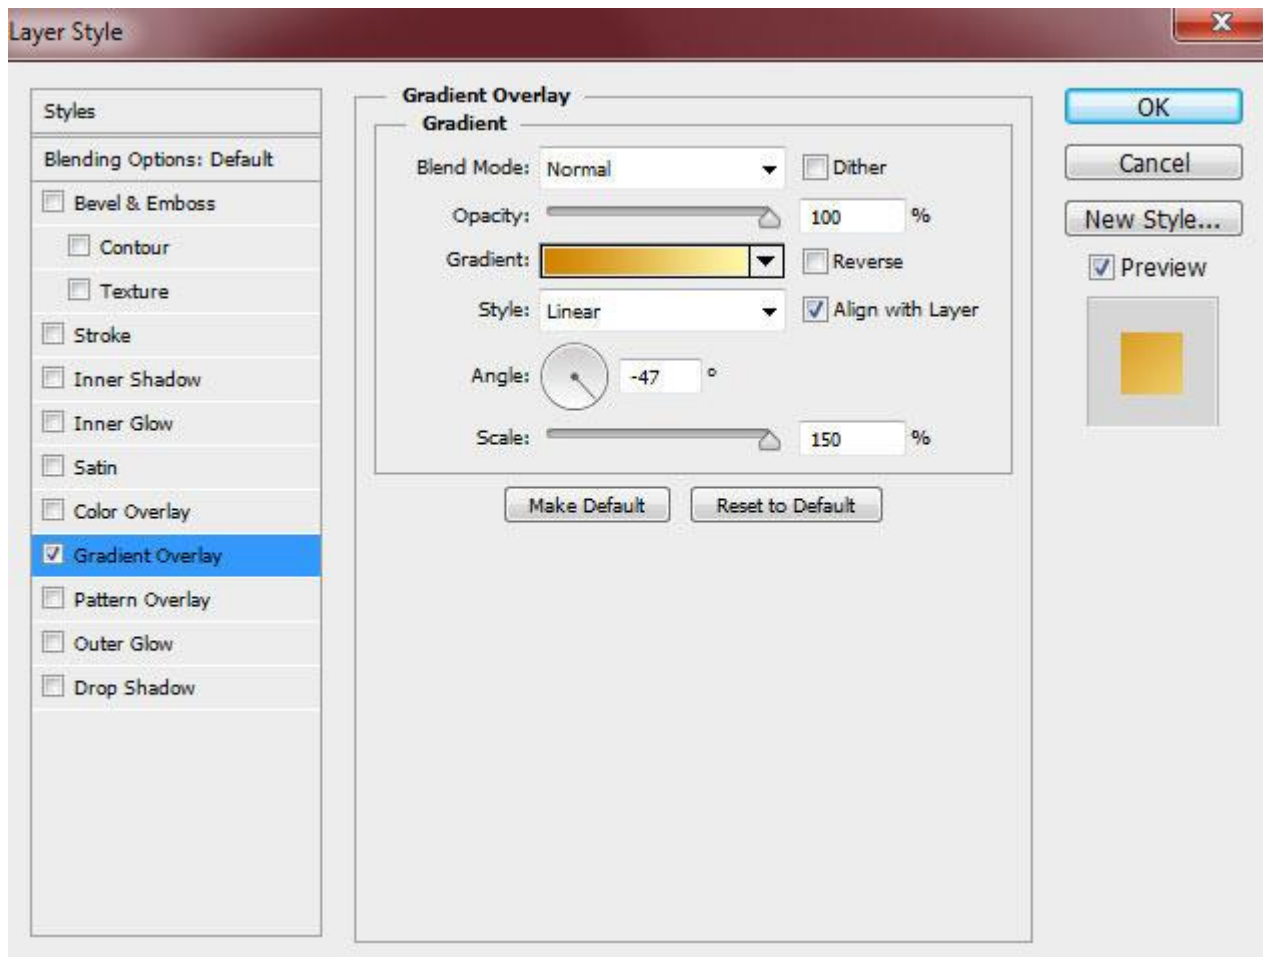 Layer Style
Styles
Blending Options: Default
Bevel & Emboss
Contour
Texture
Stroke
Inner Shadow
Inner Glow
Satin
Color Overlay
Gradient Overlay
Pattern Overlay
Outer Glow
Drop Shadow
Gradient Overlay
Gradient
Blend Mode: Normal Dither
Opacity: 100 %
Gradient: Reverse
Style: Linear Align with Layer
Angle: -47 °
Scale: 150 %
Make Default Reset to Default
OK
Cancel
New Style...
Preview